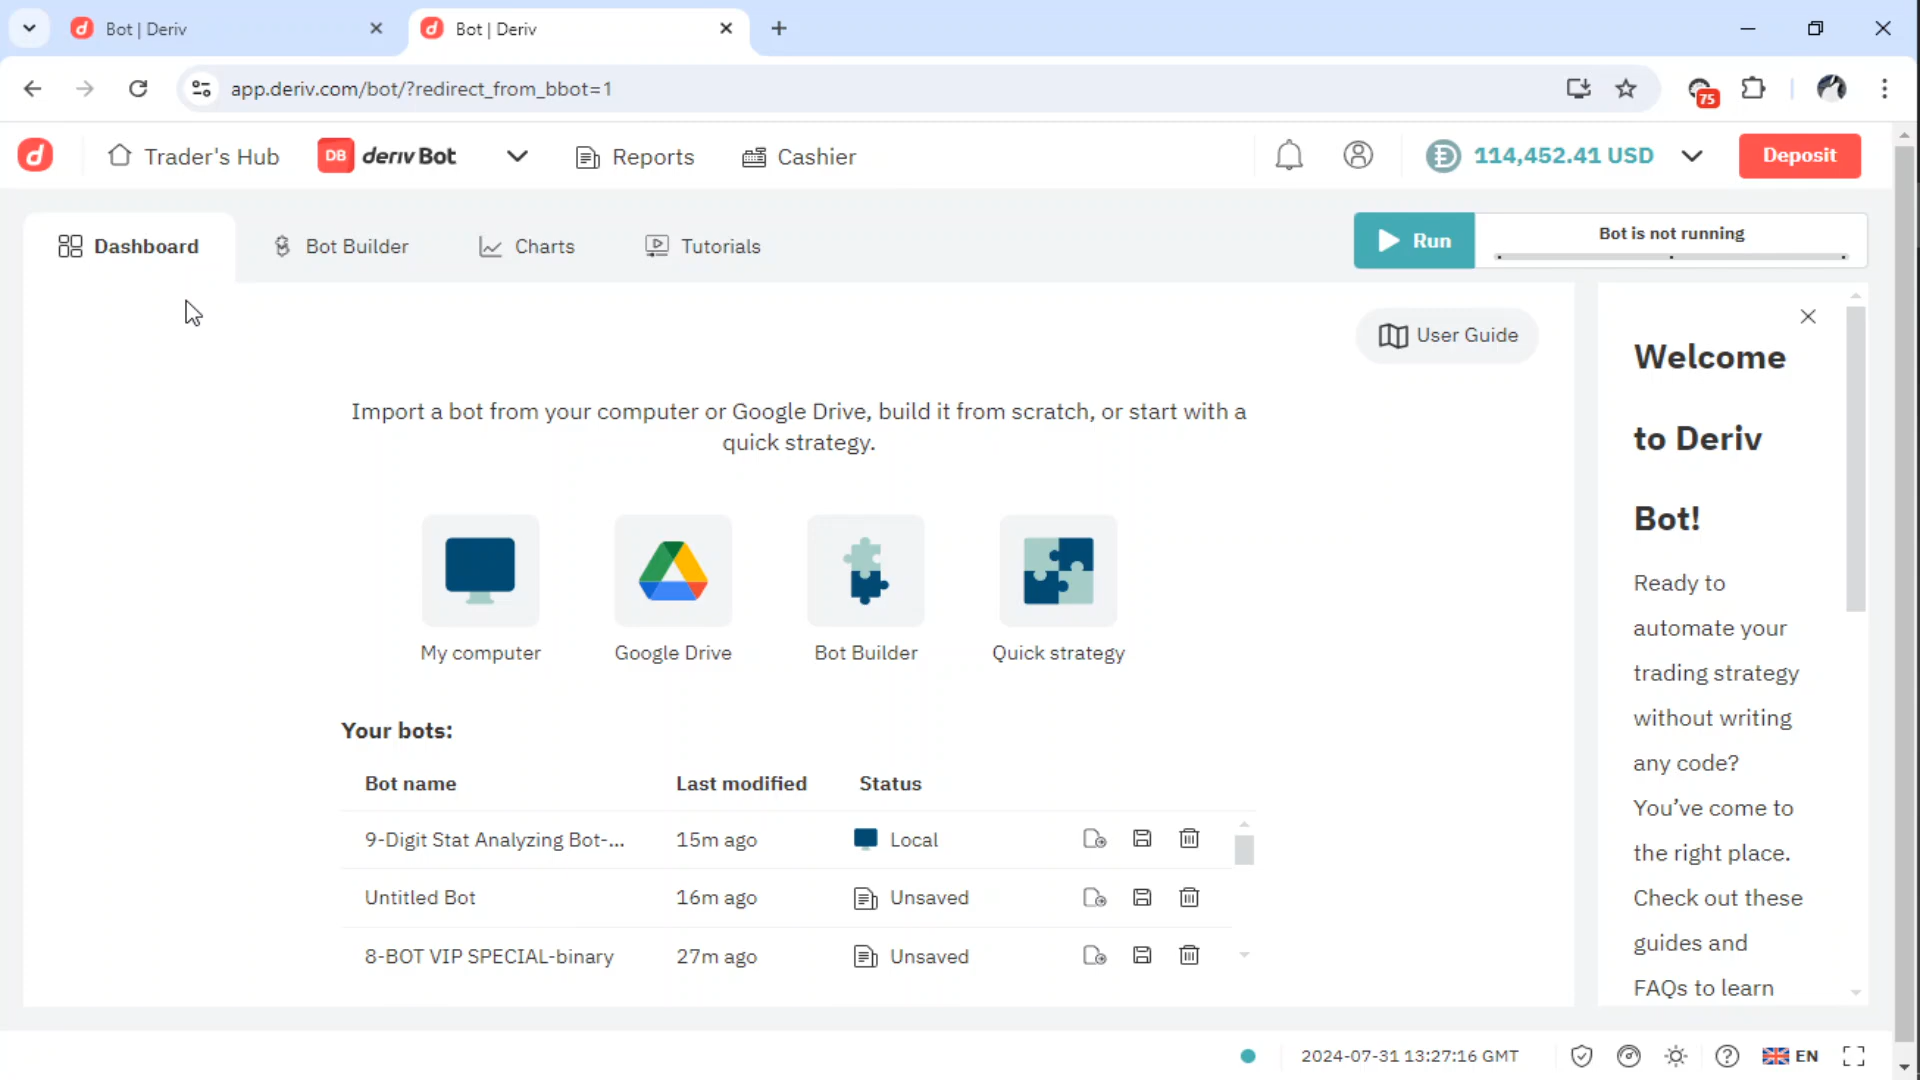 Bot | Deriv
Bot | Deriv
app.deriv.com/bot/?redirect_from_bbot=1
75
Trader's Hub
DB deriv Bot
Reports
Cashier
114,452.41 USD
Deposit
Dashboard
Bot Builder
Charts
Tutorials
Run
Bot is not running
User Guide
Import a bot from your computer or Google Drive, build it from scratch, or start with a
quick strategy.
My computer
Google Drive
Bot Builder
Quick strategy
Your bots:
Bot name Last modified Status
9-Digit Stat Analyzing Bot-... 15m ago Local
Untitled Bot 16m ago Unsaved
8-BOT VIP SPECIAL-binary 27m ago Unsaved
Welcome
to Deriv
Bot!
Ready to
automate your
trading strategy
without writing
any code?
You’ve come to
the right place.
Check out these
guides and
FAQs to learn
2024-07-31 13:27:16 GMT
EN